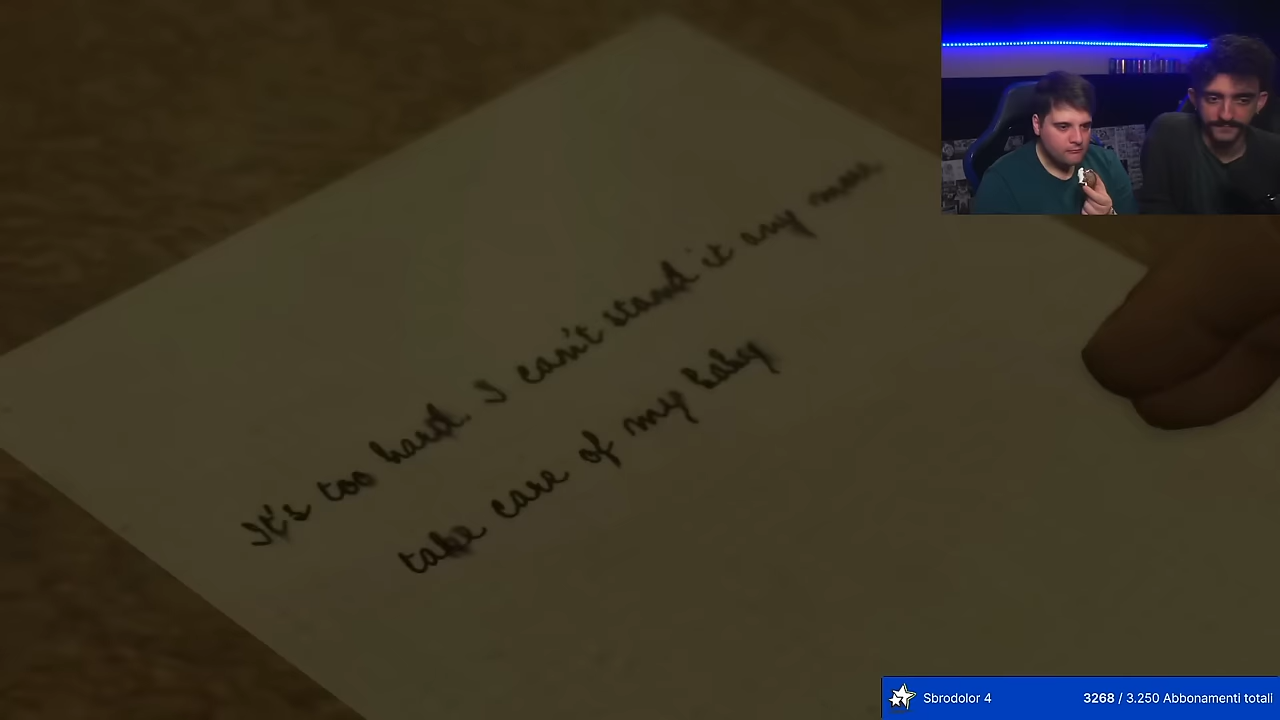 It's too hard. I can't stand it any more
take care of my baby
Sbrodolor 4
3268 / 3.250 Abbonamenti totali